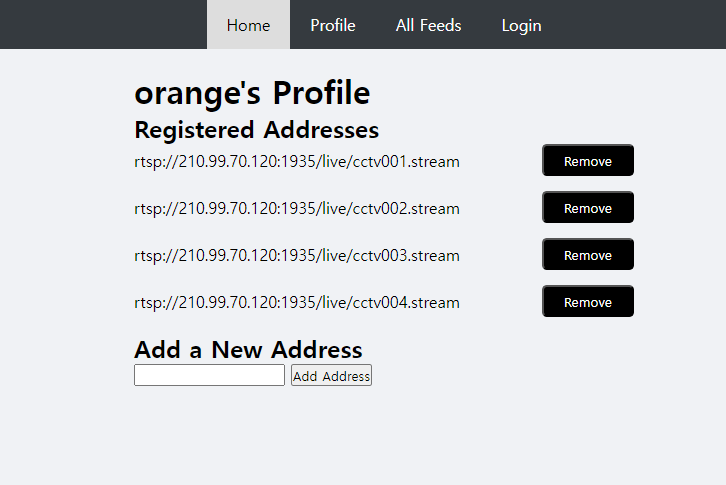 Home Profile All Feeds Login
orange's Profile
Registered Addresses
rtsp://210.99.70.120:1935/live/cctv001.stream Remove
rtsp://210.99.70.120:1935/live/cctv002.stream Remove
rtsp://210.99.70.120:1935/live/cctv003.stream Remove
rtsp://210.99.70.120:1935/live/cctv004.stream Remove
Add a New Address
Add Address